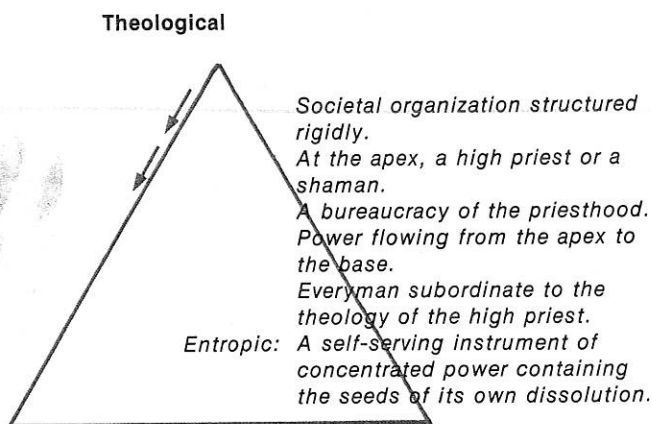 Theological
Societal organization structured
rigidly.
At the apex, a high priest or a
shaman.
A bureaucracy of the priesthood.
Power flowing from the apex to
the base.
Everyman subordinate to the
theology of the high priest.
Entropic: A self-serving instrument of
concentrated power containing
the seeds of its own dissolution.